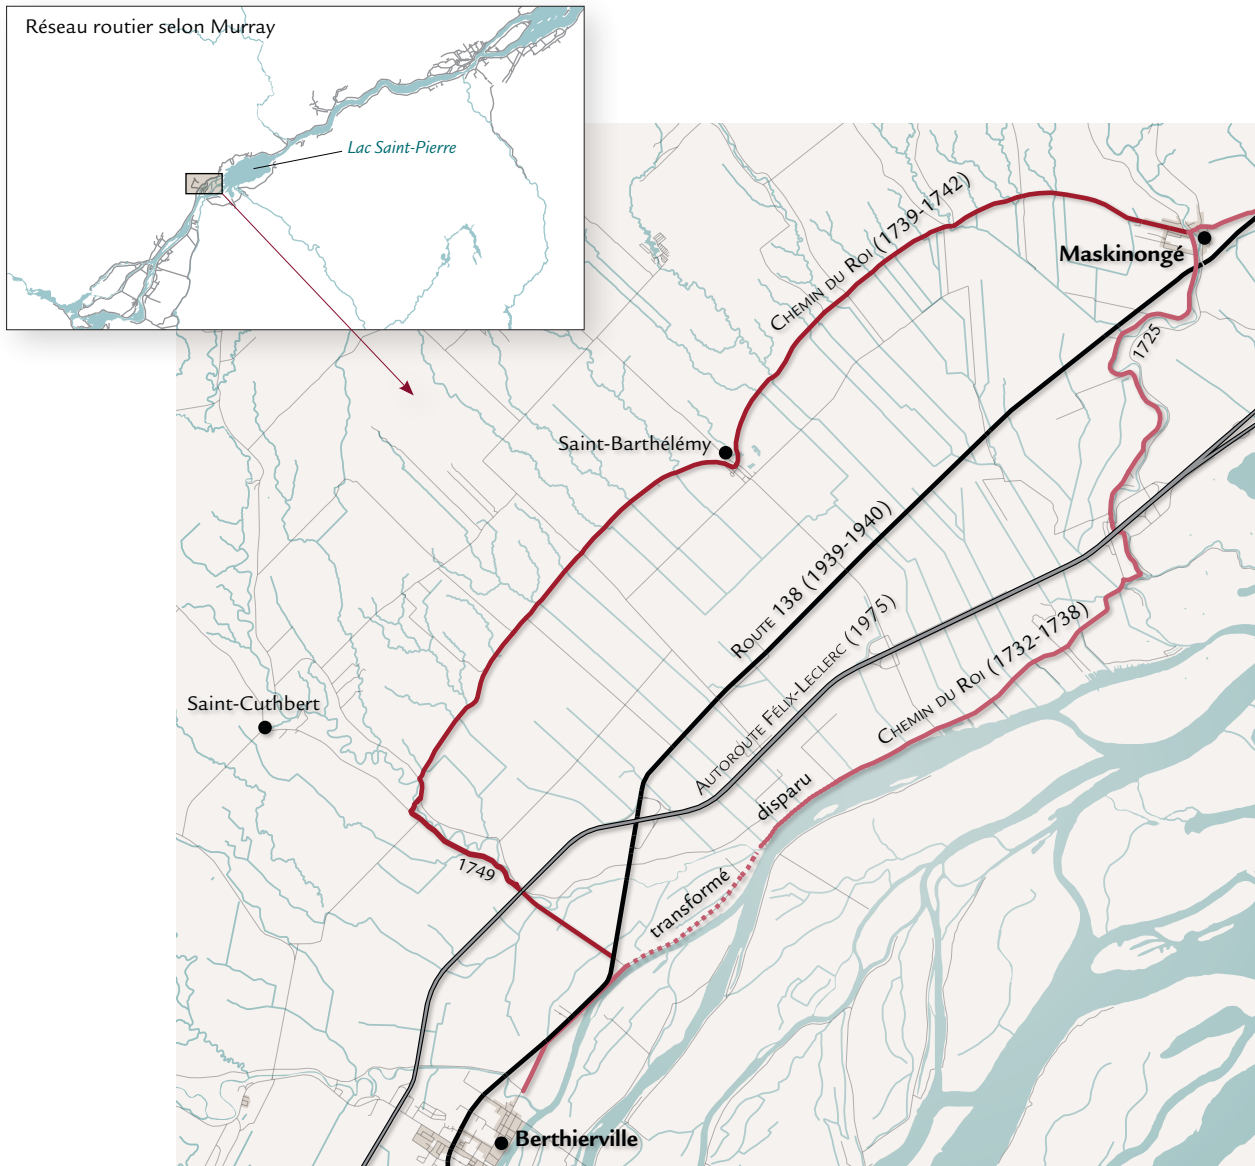 Réseau routier selon Murray
Lac Saint-Pierre
Chemin du Roi (1739-1742)
Maskinongé
1725
Saint-Barthélémy
Route 138 (1939-1940)
Autoroute Félix-Leclerc (1975)
Chemin du Roi (1732-1738)
Saint-Cuthbert
disparu
1749
transformé
Berthierville